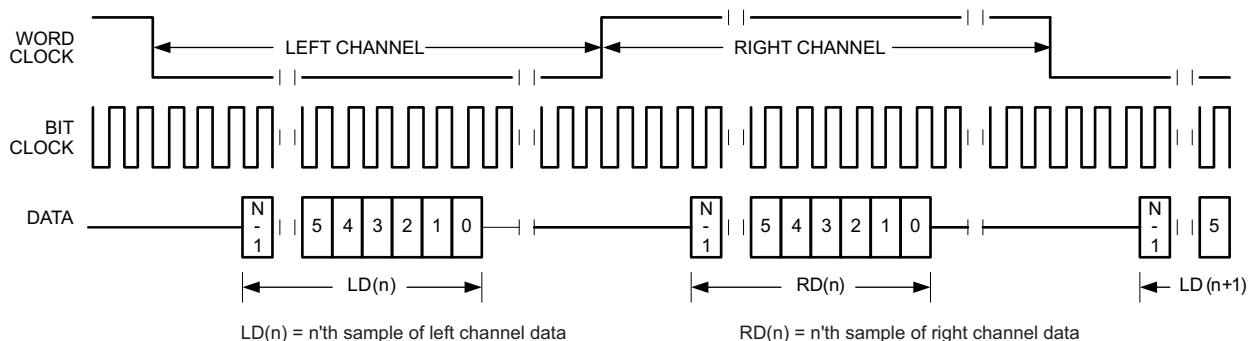 WORD
CLOCK
LEFT CHANNEL
RIGHT CHANNEL
BIT
CLOCK
DATA
N
-
1
5 4 3 2 1 0
N
-
1
5 4 3 2 1 0
N
-
1
5
LD(n)
RD(n)
LD (n+1)
LD(n) = n'th sample of left channel data
RD(n) = n'th sample of right channel data